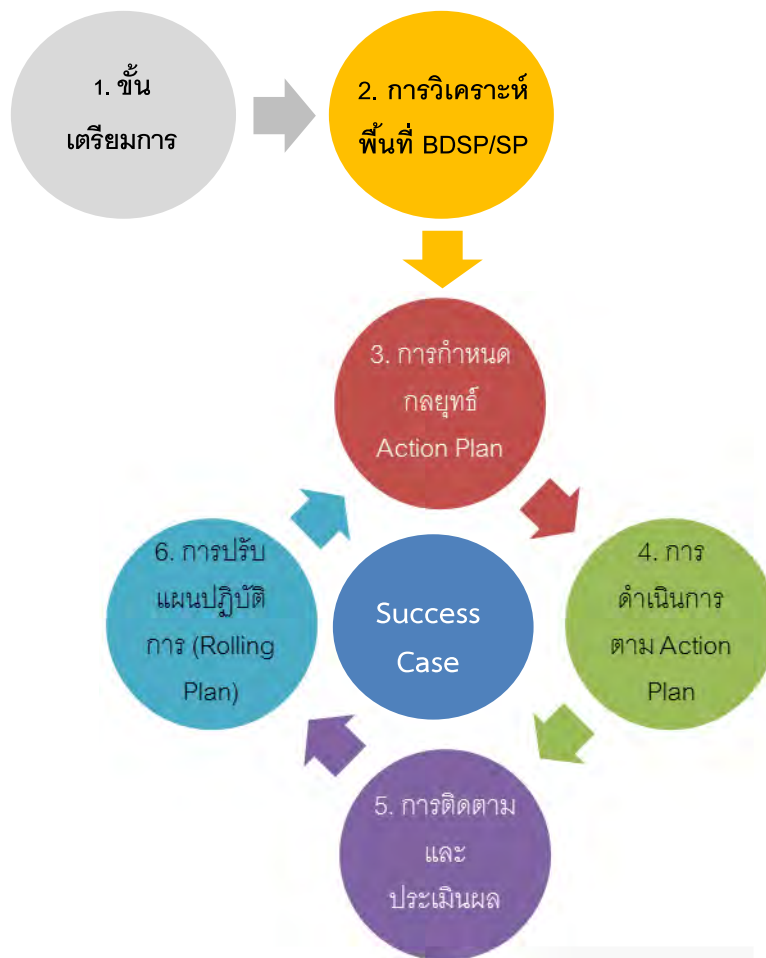 1. ขั้น
เตรียมการ
2. การวิเคราะห์
พื้นที่ BDSP/SP
3. การกำหนด
กลยุทธ์
Action Plan
4. การ
ดำเนินการ
ตาม Action
Plan
5. การติดตาม
และ
ประเมินผล
6. การปรับ
แผนปฏิบัติ
การ (Rolling
Plan)
Success
Case